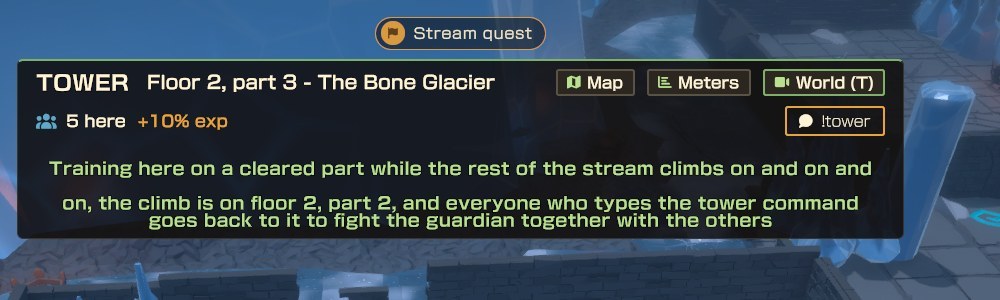 Stream quest
TOWER Floor 2, part 3 - The Bone Glacier Map Meters World (T)
5 here +10% exp !tower
Training here on a cleared part while the rest of the stream climbs on and on and
on, the climb is on floor 2, part 2, and everyone who types the tower command
goes back to it to fight the guardian together with the others